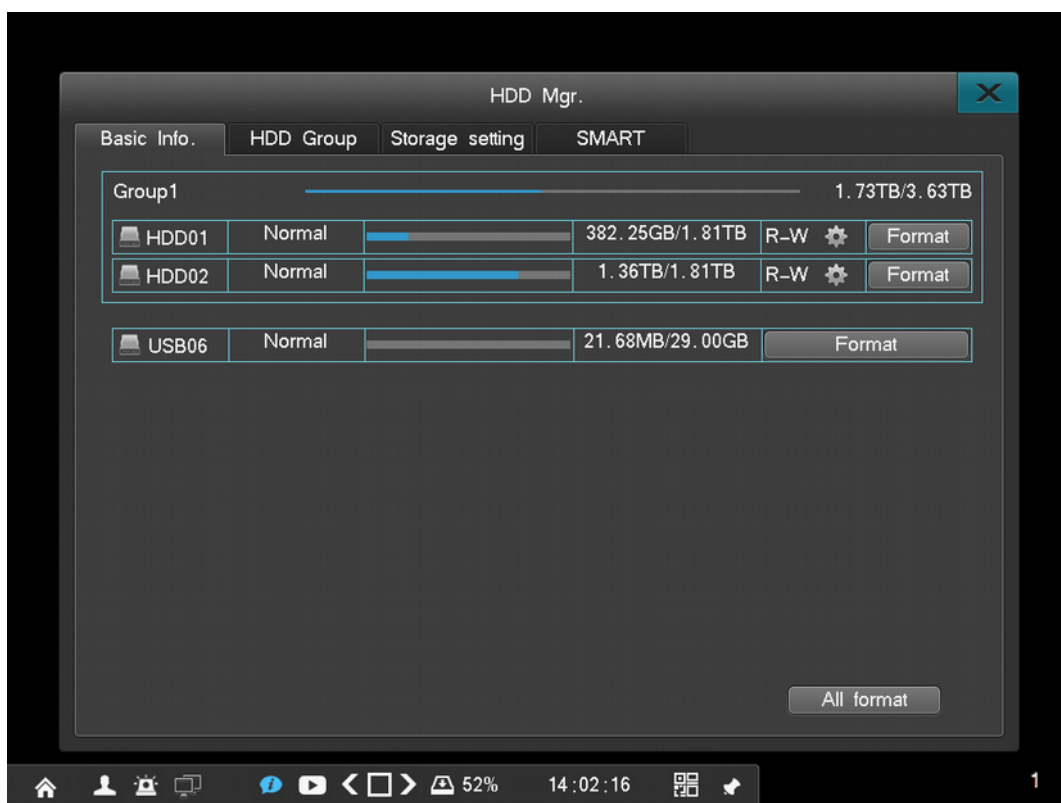 HDD Mgr.
Basic Info. HDD Group Storage setting SMART
Group1 1.73TB/3.63TB
HDD01 Normal 382.25GB/1.81TB R-W Format
HDD02 Normal 1.36TB/1.81TB R-W Format
USB06 Normal 21.68MB/29.00GB Format
All format
52% 14:02:16 1